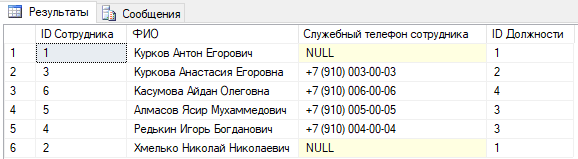 Результаты Сообщения
ID Сотрудника ФИО Служебный телефон сотрудника ID Должности
1 1 Курков Антон Егорович NULL 1
2 3 Куркова Анастасия Егоровна +7 (910) 003-00-03 2
3 6 Касумова Айдан Олеговна +7 (910) 006-00-06 4
4 5 Алмасов Ясир Мухаммедович +7 (910) 005-00-05 3
5 4 Редькин Игорь Богданович +7 (910) 004-00-04 3
6 2 Хмелько Николай Николаевич NULL 1